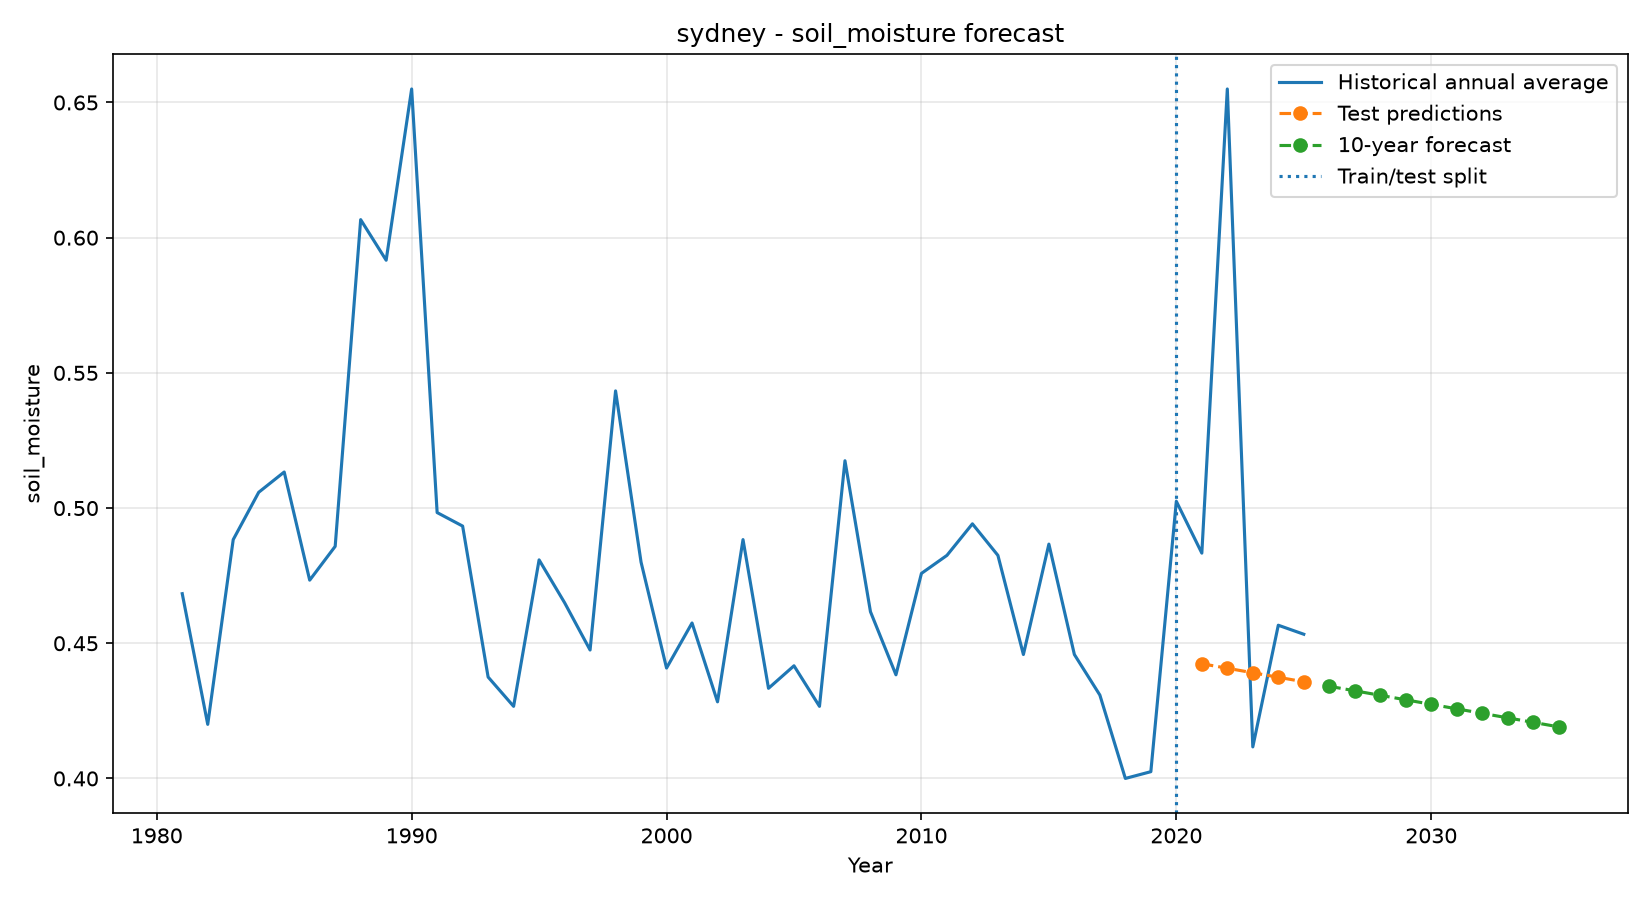 sydney - soil_moisture forecast
Historical annual average
Test predictions
10-year forecast
Train/test split
soil_moisture
0.65
0.60
0.55
0.50
0.45
0.40
1980 1990 2000 2010 2020 2030
Year